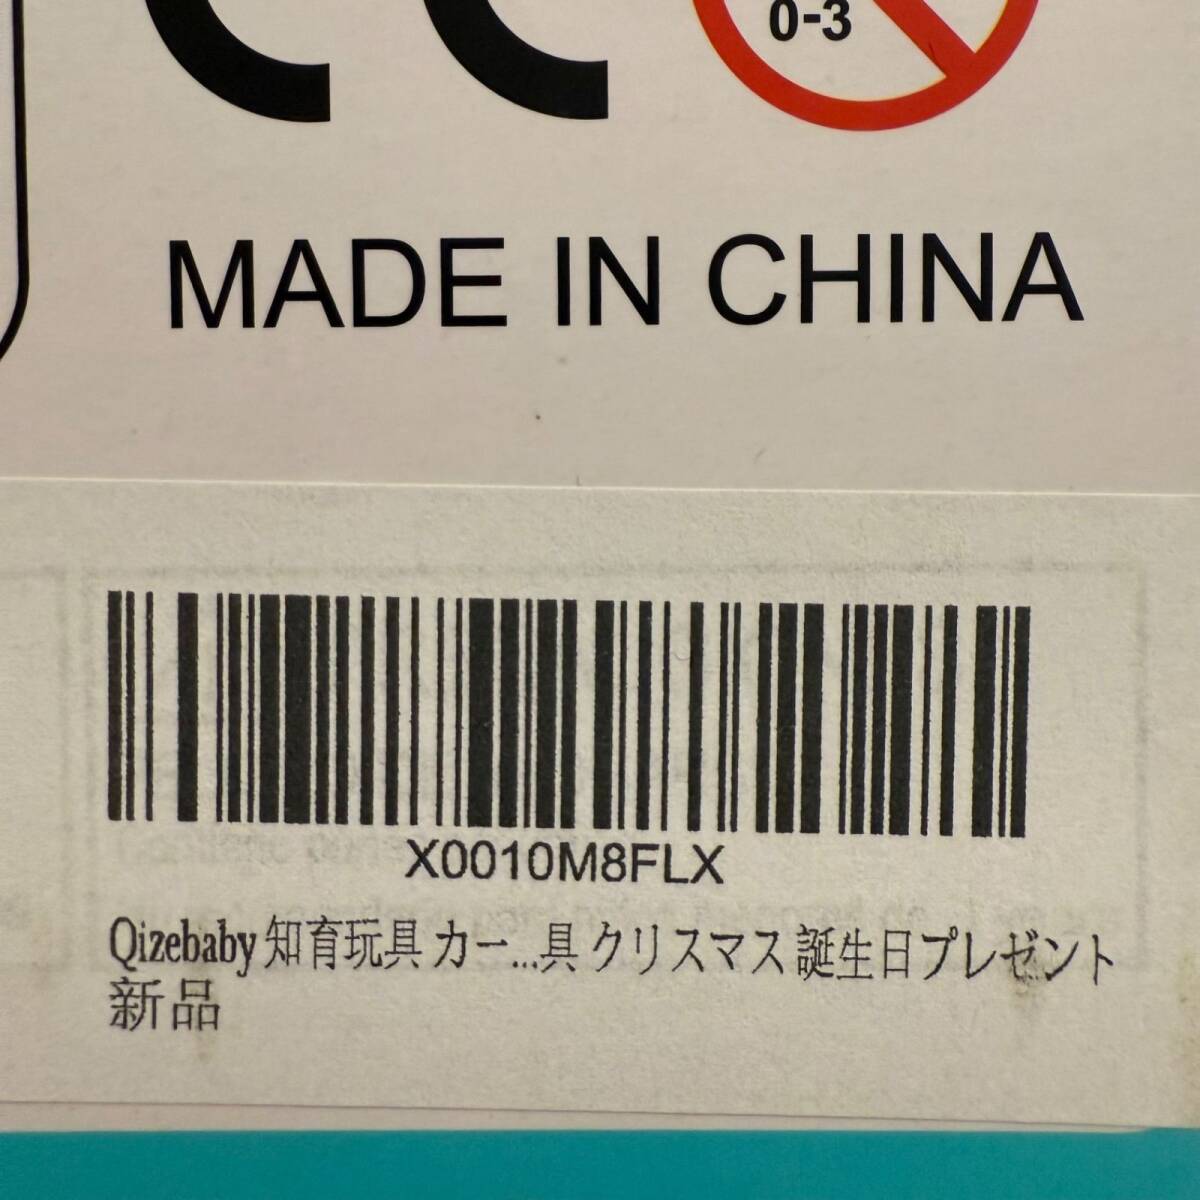 CE
0-3
MADE IN CHINA
X0010M8FLX
Qizebaby 知育玩具 カー...具 クリスマス 誕生日プレゼント
新品